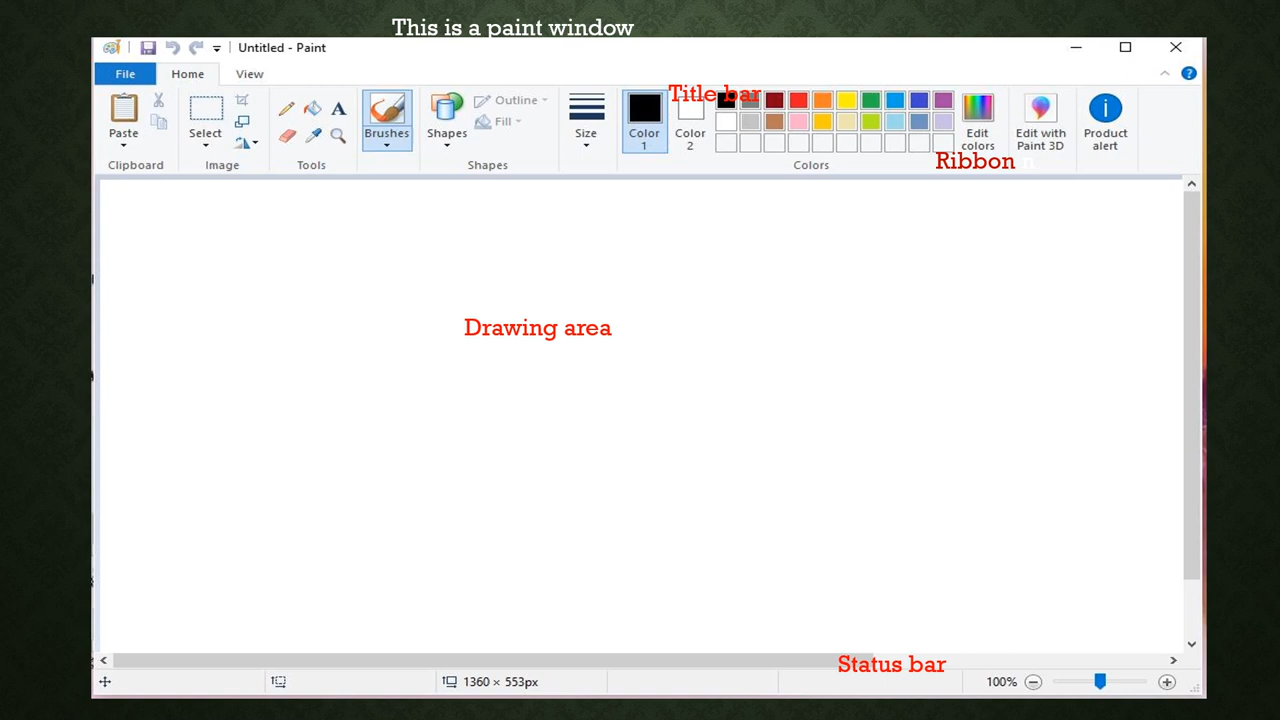 This is a paint window
Untitled - Paint
File Home View
Title bar
Paste Select Brushes Shapes Outline Fill Size Color 1 Color 2 Edit colors Edit with Paint 3D Product alert
Clipboard Image Tools Shapes Colors
Ribbon n
Drawing area
Status bar
1360 × 553px 100%